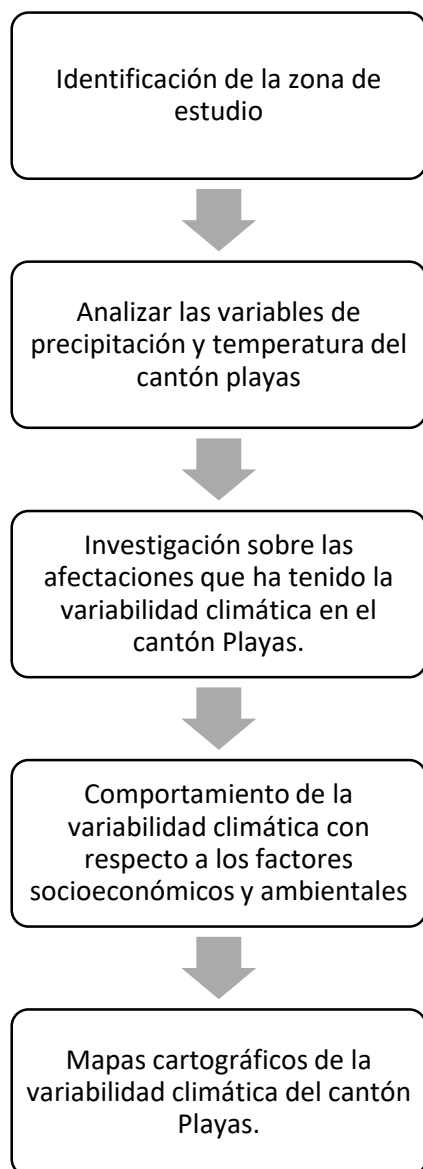 Identificación de la zona de
estudio
Analizar las variables de
precipitación y temperatura del
cantón playas
Investigación sobre las
afectaciones que ha tenido la
variabilidad climática en el
cantón Playas.
Comportamiento de la
variabilidad climática con
respecto a los factores
socioeconómicos y ambientales
Mapas cartográficos de la
variabilidad climática del cantón
Playas.